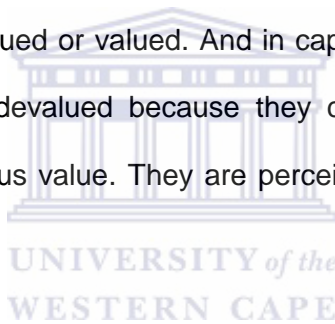 ued or valued. And in cap
devalued because they
us value. They are percei
UNIVERSITY of the
WESTERN CAPE